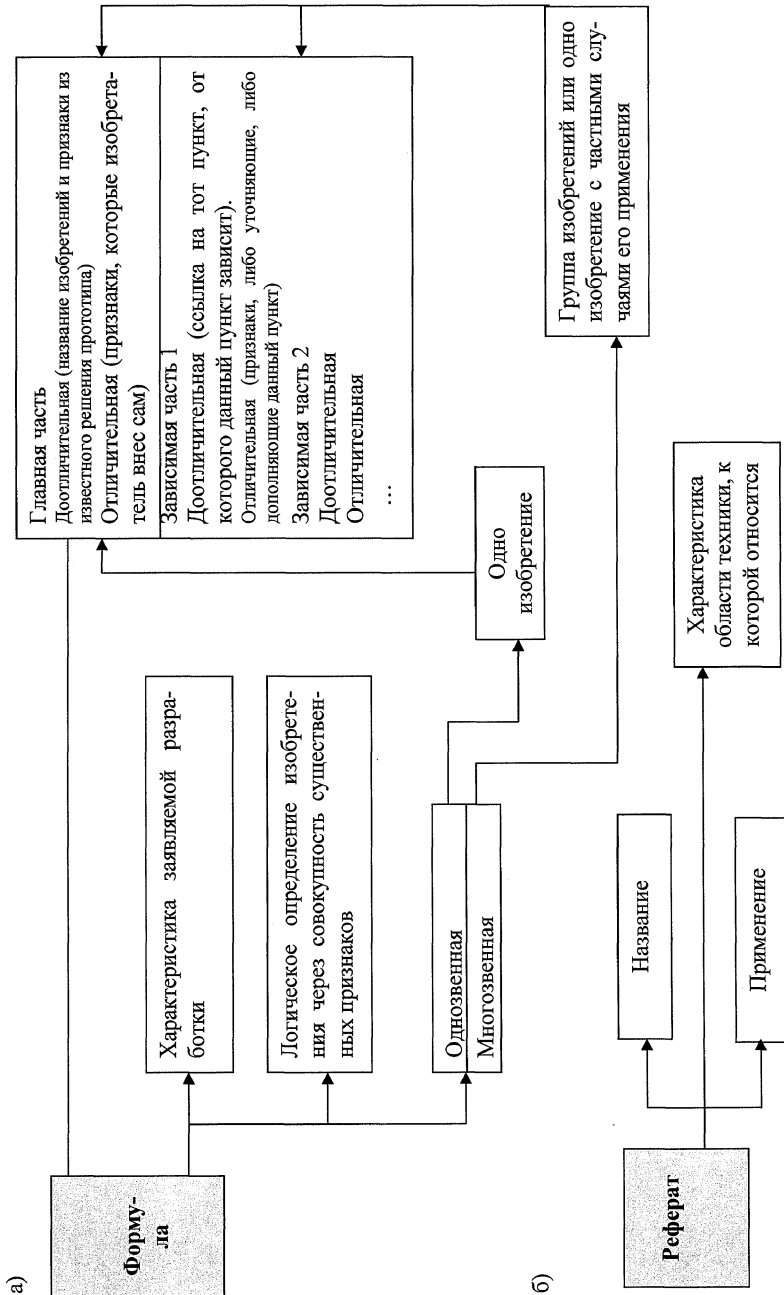 а)
Форму-
ла
Характеристика заявляемой разра-
ботки
Логическое определение изобрете-
ния через совокупность существен-
ных признаков
Однозвенная
Многозвенная
Одно
изобретение
Главная часть
Доотличительная (название изобретений и признаки из
известного решения прототипа)
Отличительная (признаки, которые изобрета-
тель внес сам)
Зависимая часть 1
Доотличительная (ссылка на тот пункт, от
которого данный пункт зависит).
Отличительная (признаки, либо уточняющие, либо
дополняющие данный пункт)
Зависимая часть 2
Доотличительная
Отличительная
…
Группа изобретений или одно
изобретение с частными слу-
чаями его применения
б)
Реферат
Название
Применение
Характеристика
области техники, к
которой относится